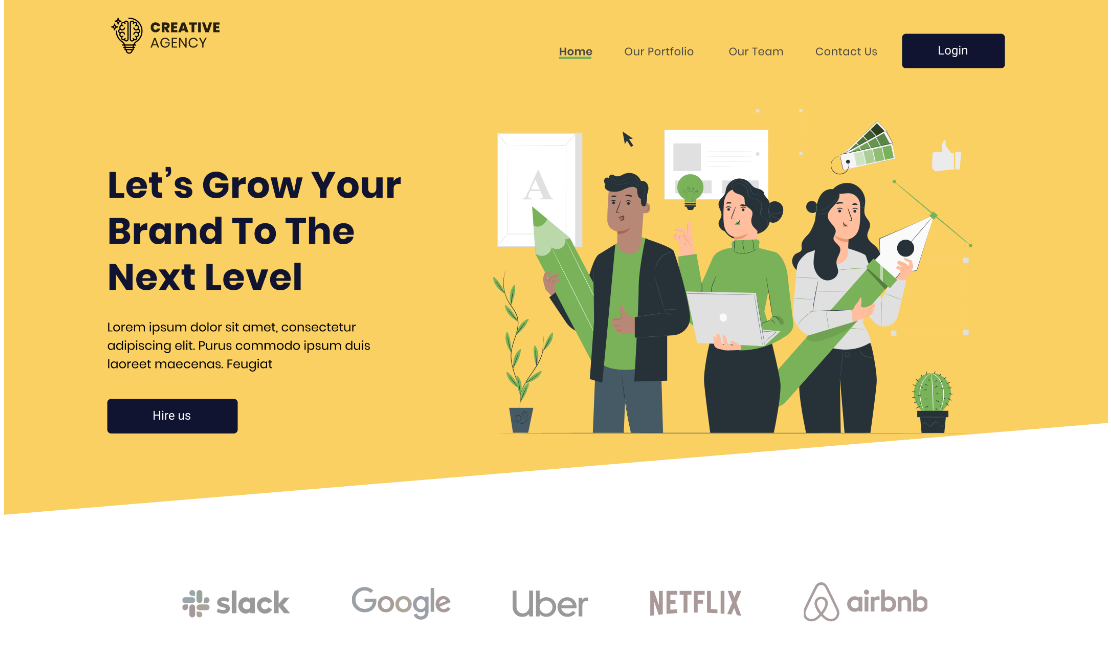 CREATIVE
AGENCY
Home
Our Portfolio
Our Team
Contact Us
Login
A
Let’s Grow Your
Brand To The
Next Level
Lorem ipsum dolor sit amet, consectetur
adipiscing elit. Purus commodo ipsum duis
laoreet maecenas. Feugiat
Hire us
slack
Google
Uber
NETFLIX
airbnb